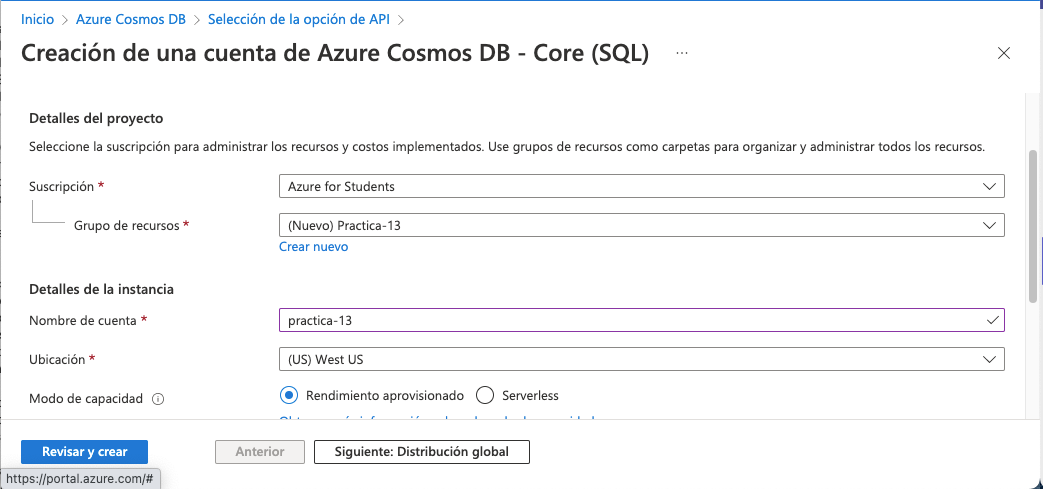 Inicio > Azure Cosmos DB > Selección de la opción de API >
Creación de una cuenta de Azure Cosmos DB - Core (SQL) ...
Detalles del proyecto
Seleccione la suscripción para administrar los recursos y costos implementados. Use grupos de recursos como carpetas para organizar y administrar todos los recursos.
Suscripción *
Azure for Students
Grupo de recursos *
(Nuevo) Practica-13
Crear nuevo
Detalles de la instancia
Nombre de cuenta *
practica-13
Ubicación *
(US) West US
Modo de capacidad
Rendimiento aprovisionado
Serverless
Revisar y crear
Anterior
Siguiente: Distribución global
https://portal.azure.com/#